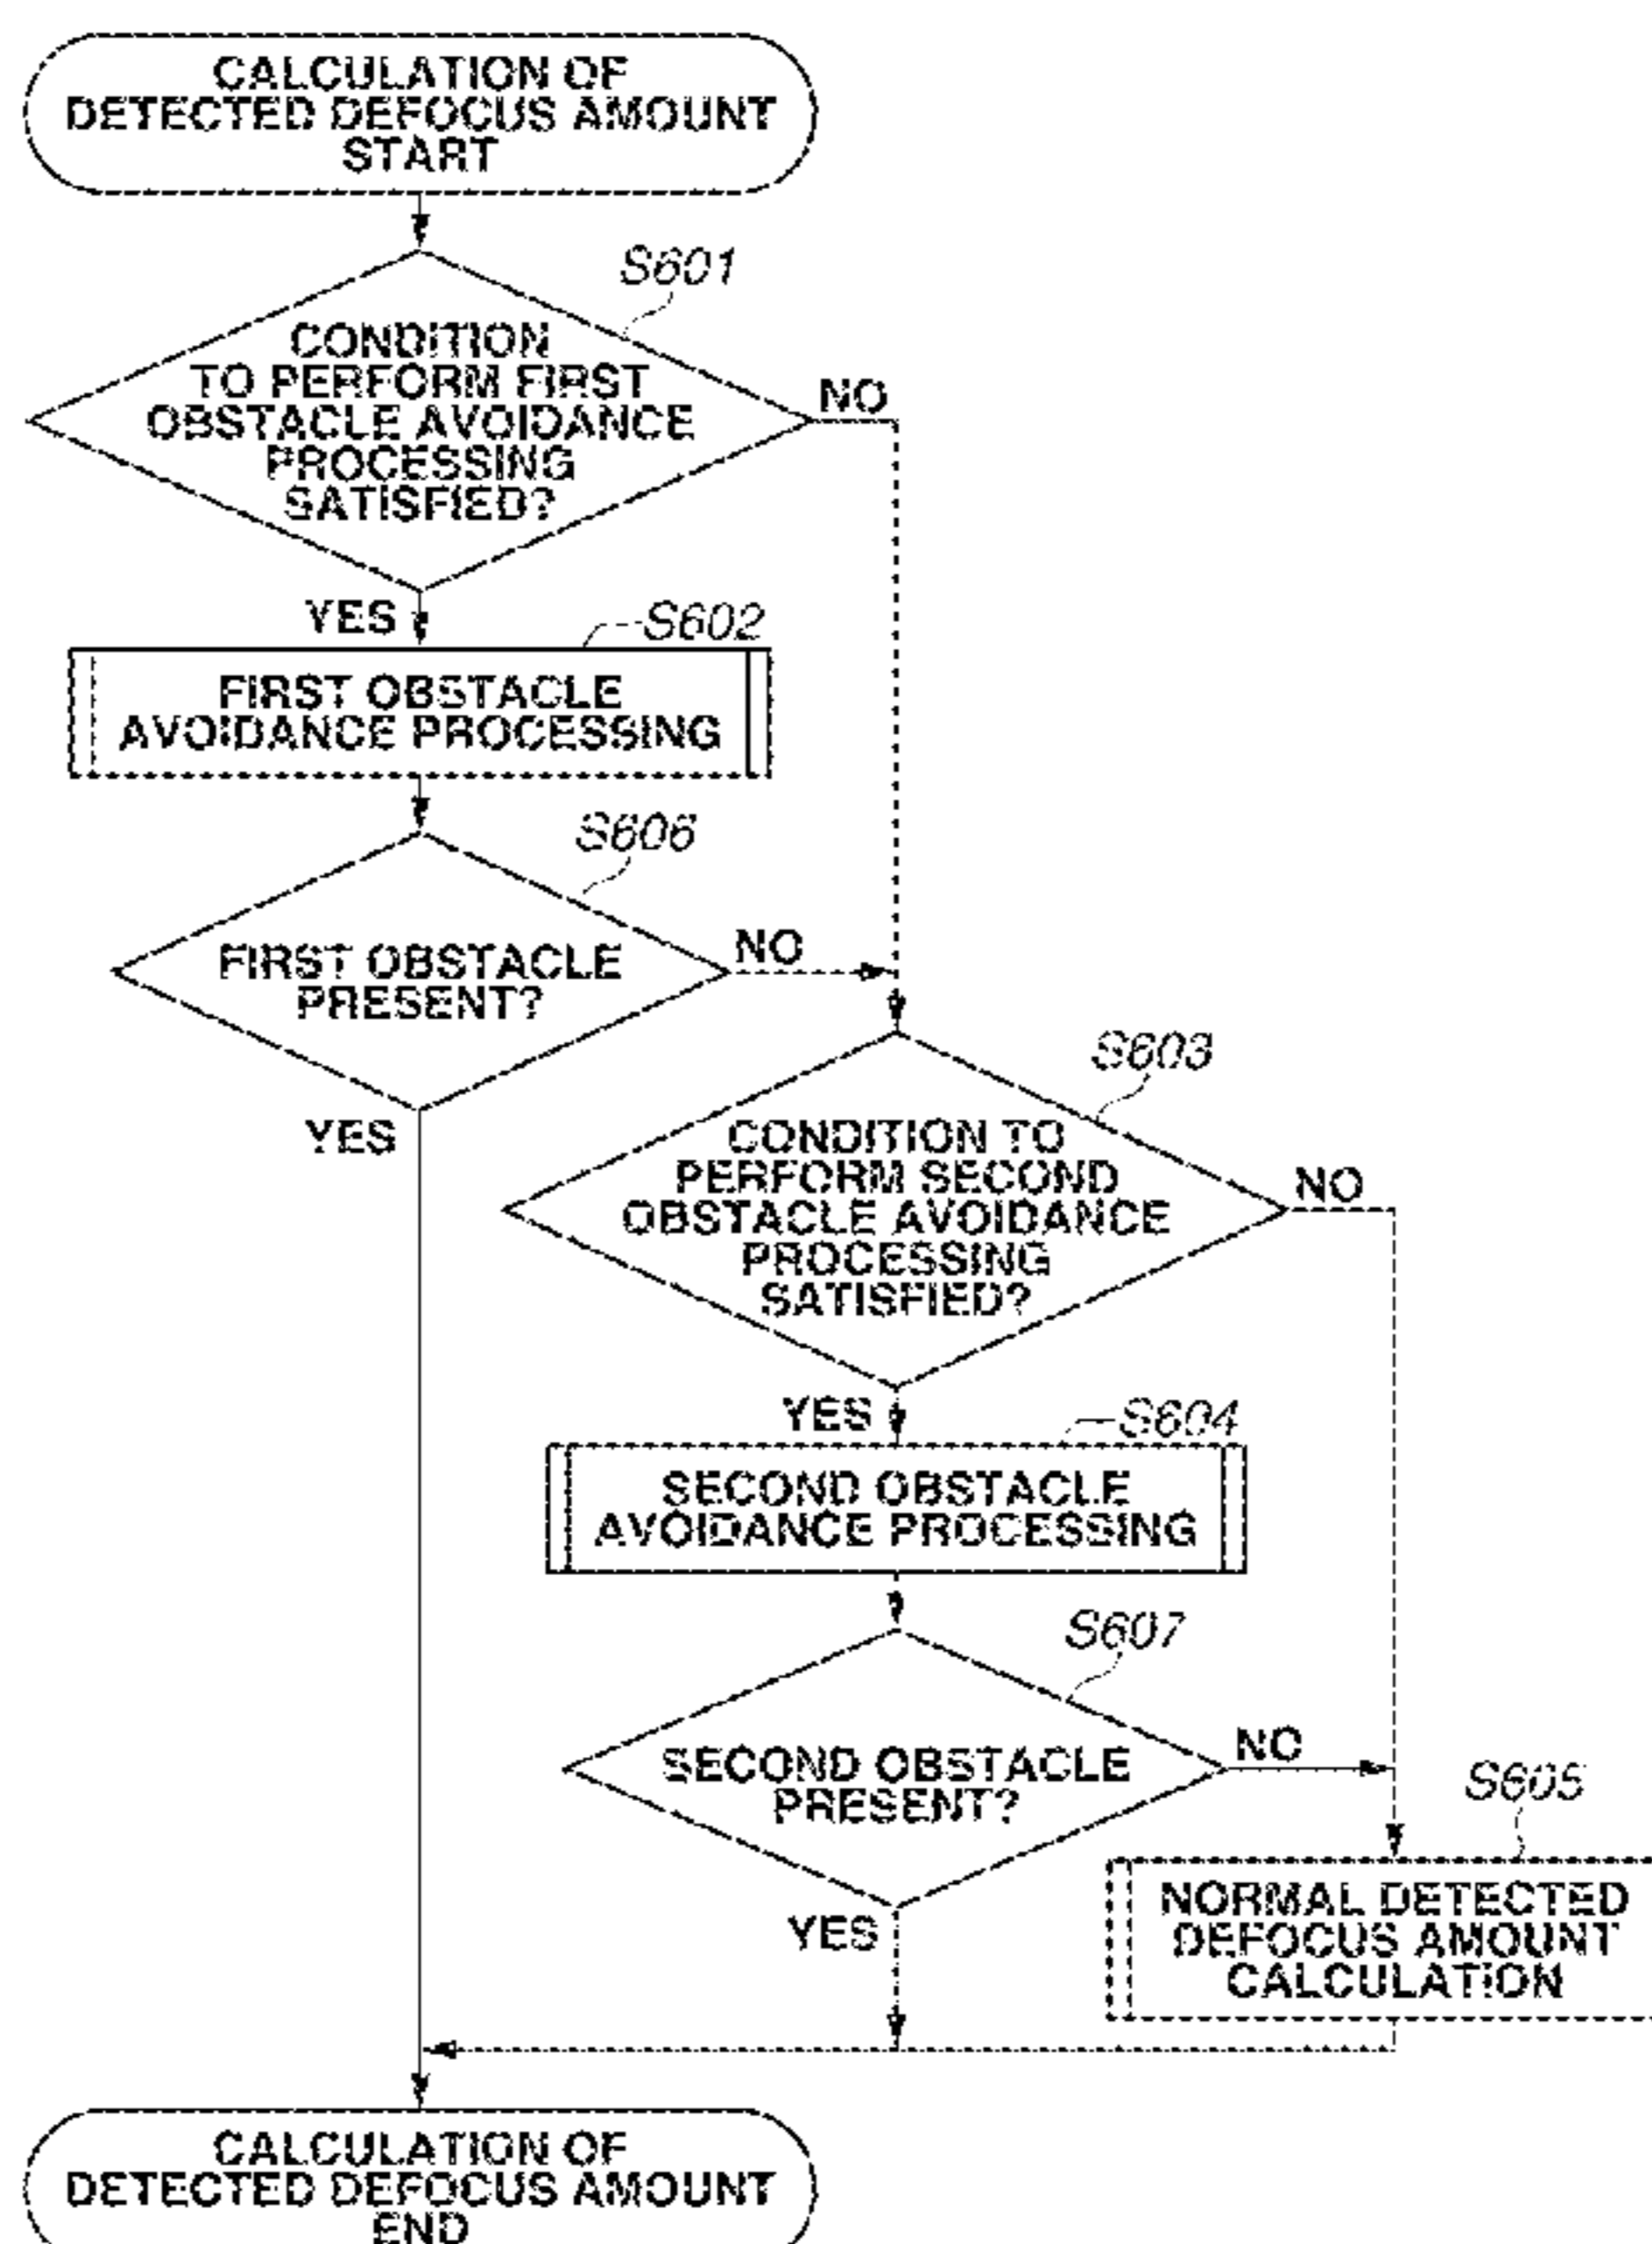 CALCULATION OF
DETECTED DEFOCUS AMOUNT
START
S601
CONDITION
TO PERFORM FIRST
OBSTACLE AVOIDANCE
PROCESSING
SATISFIED?
NO
YES
S602
FIRST OBSTACLE
AVOIDANCE PROCESSING
S606
FIRST OBSTACLE
PRESENT?
NO
YES
S603
CONDITION TO
PERFORM SECOND
OBSTACLE AVOIDANCE
PROCESSING
SATISFIED?
NO
YES
S604
SECOND OBSTACLE
AVOIDANCE PROCESSING
S607
SECOND OBSTACLE
PRESENT?
NO
YES
S605
NORMAL DETECTED
DEFOCUS AMOUNT
CALCULATION
CALCULATION OF
DETECTED DEFOCUS AMOUNT
END